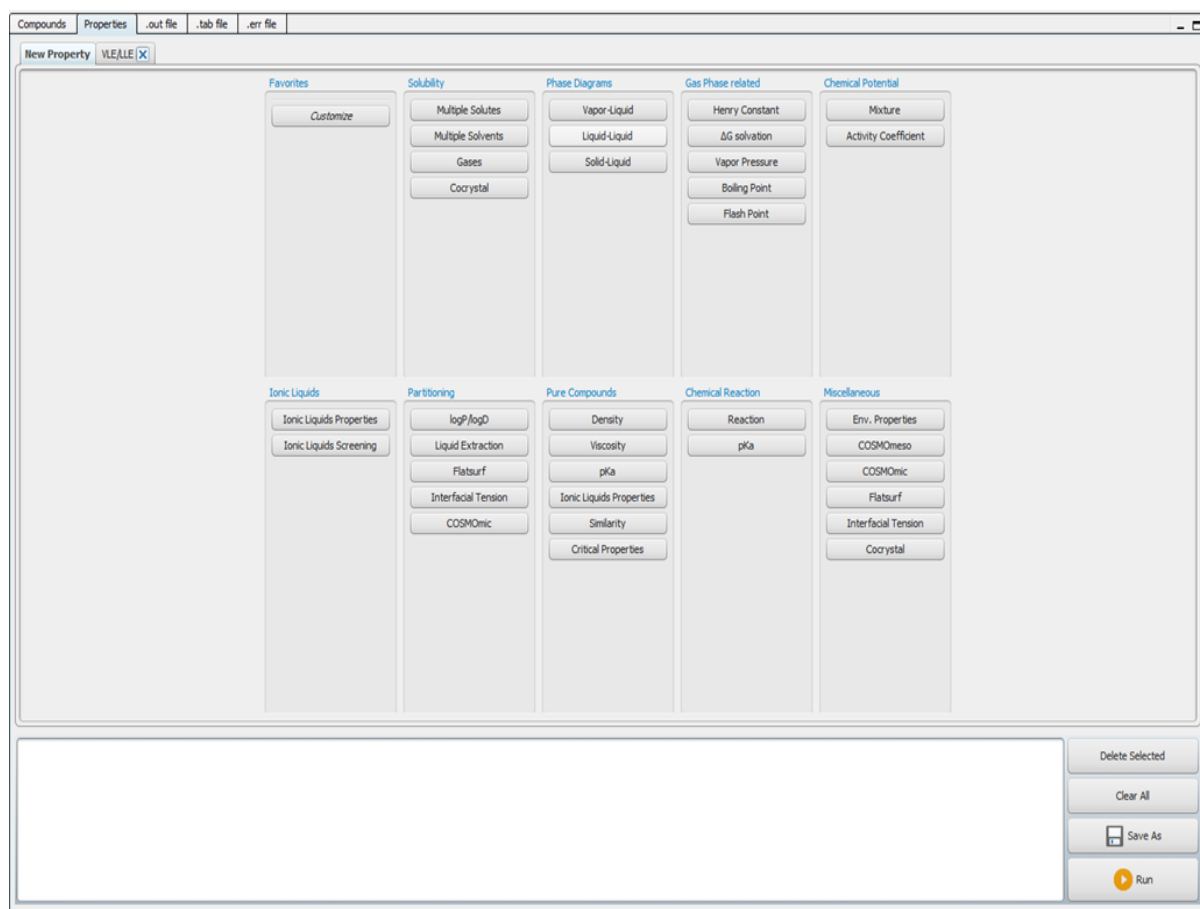 Compounds Properties .out file .tab file .err file
New Property VLE/LLE
Favorites Solubility Phase Diagrams Gas Phase related Chemical Potential
Customize Multiple Solutes Vapor-Liquid Henry Constant Mixture
Multiple Solvents Liquid-Liquid ΔG solvation Activity Coefficient
Gases Solid-Liquid Vapor Pressure
Cocrystal Boiling Point
Flash Point
Ionic Liquids Partitioning Pure Compounds Chemical Reaction Miscellaneous
Ionic Liquids Properties logP/logD Density Reaction Env. Properties
Ionic Liquids Screening Liquid Extraction Viscosity pKa COSMOmeso
Flatsurf pKa COSMOmic
Interfacial Tension Ionic Liquids Properties Flatsurf
COSMOmic Similarity Interfacial Tension
Critical Properties Cocrystal
Delete Selected
Clear All
Save As
Run